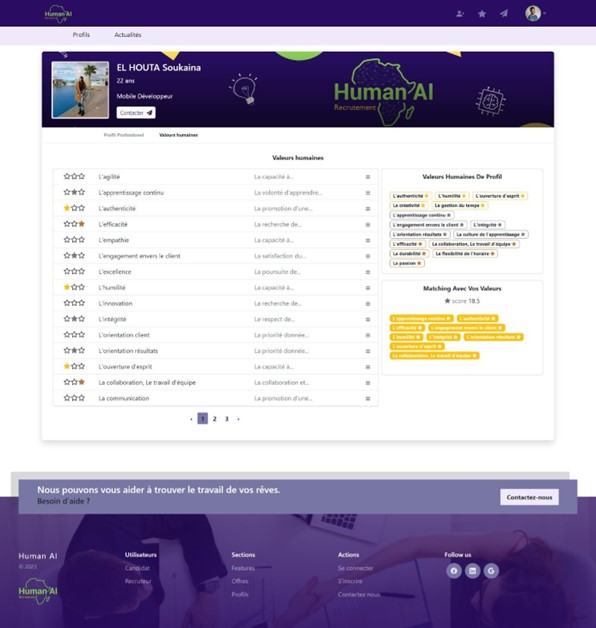 Human AI
Recrutement
Profils
Actualités
EL HOUTA Soukaina
22 ans
Mobile Développeur
Contacter
Human AI
Recrutement
Profil Professionel
Valeurs humaines
Valeurs humaines
L'agilité
La capacité à...
L'apprentissage continu
La volonté d'apprendre...
L'authenticité
La promotion d'une...
L'efficacité
La recherche de...
L'empathie
La capacité à...
L'engagement envers le client
La satisfaction du...
L'excellence
La poursuite de...
L'humilité
La capacité à...
L'innovation
La recherche de...
L'intégrité
Le respect de...
L'orientation client
La priorité donnée...
L'orientation résultats
La priorité donnée...
L'ouverture d'esprit
La capacité à...
La collaboration, Le travail d'équipe
La collaboration et...
La communication
La promotion d'une...
1 2 3
Valeurs Humaines De Profil
L'authenticité L'humilité L'ouverture d'esprit
La créativité La gestion du temps
L'apprentissage continu
L'engagement envers le client L'intégrité
L'orientation résultats La culture de l'apprentissage
L'efficacité La collaboration, Le travail d'équipe
La durabilité La flexibilité de l'horaire
La passion
Matching Avec Vos Valeurs
score 18.5
L'apprentissage continu L'authenticité
L'efficacité L'engagement envers le client
L'humilité L'intégrité L'orientation résultats
L'ouverture d'esprit
La collaboration, Le travail d'équipe
Nous pouvons vous aider à trouver le travail de vos rêves.
Besoin d'aide ?
Contactez-nous
Human AI
© 2023
Human AI
Recrutement
Utilisateurs
Candidat
Recruteur
Sections
Features
Offres
Profils
Actions
Se connecter
S'inscrire
Contactez nous
Follow us